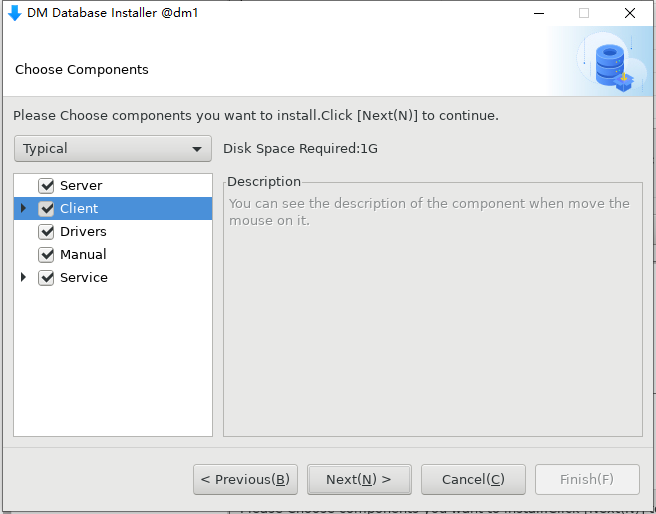 DM Database Installer @dm1
Choose Components
Please Choose components you want to install.Click [Next(N)] to continue.
Typical
Disk Space Required:1G
Server
Client
Drivers
Manual
Service
Description
You can see the description of the component when move the
mouse on it.
< Previous(B)
Next(N) >
Cancel(C)
Finish(F)